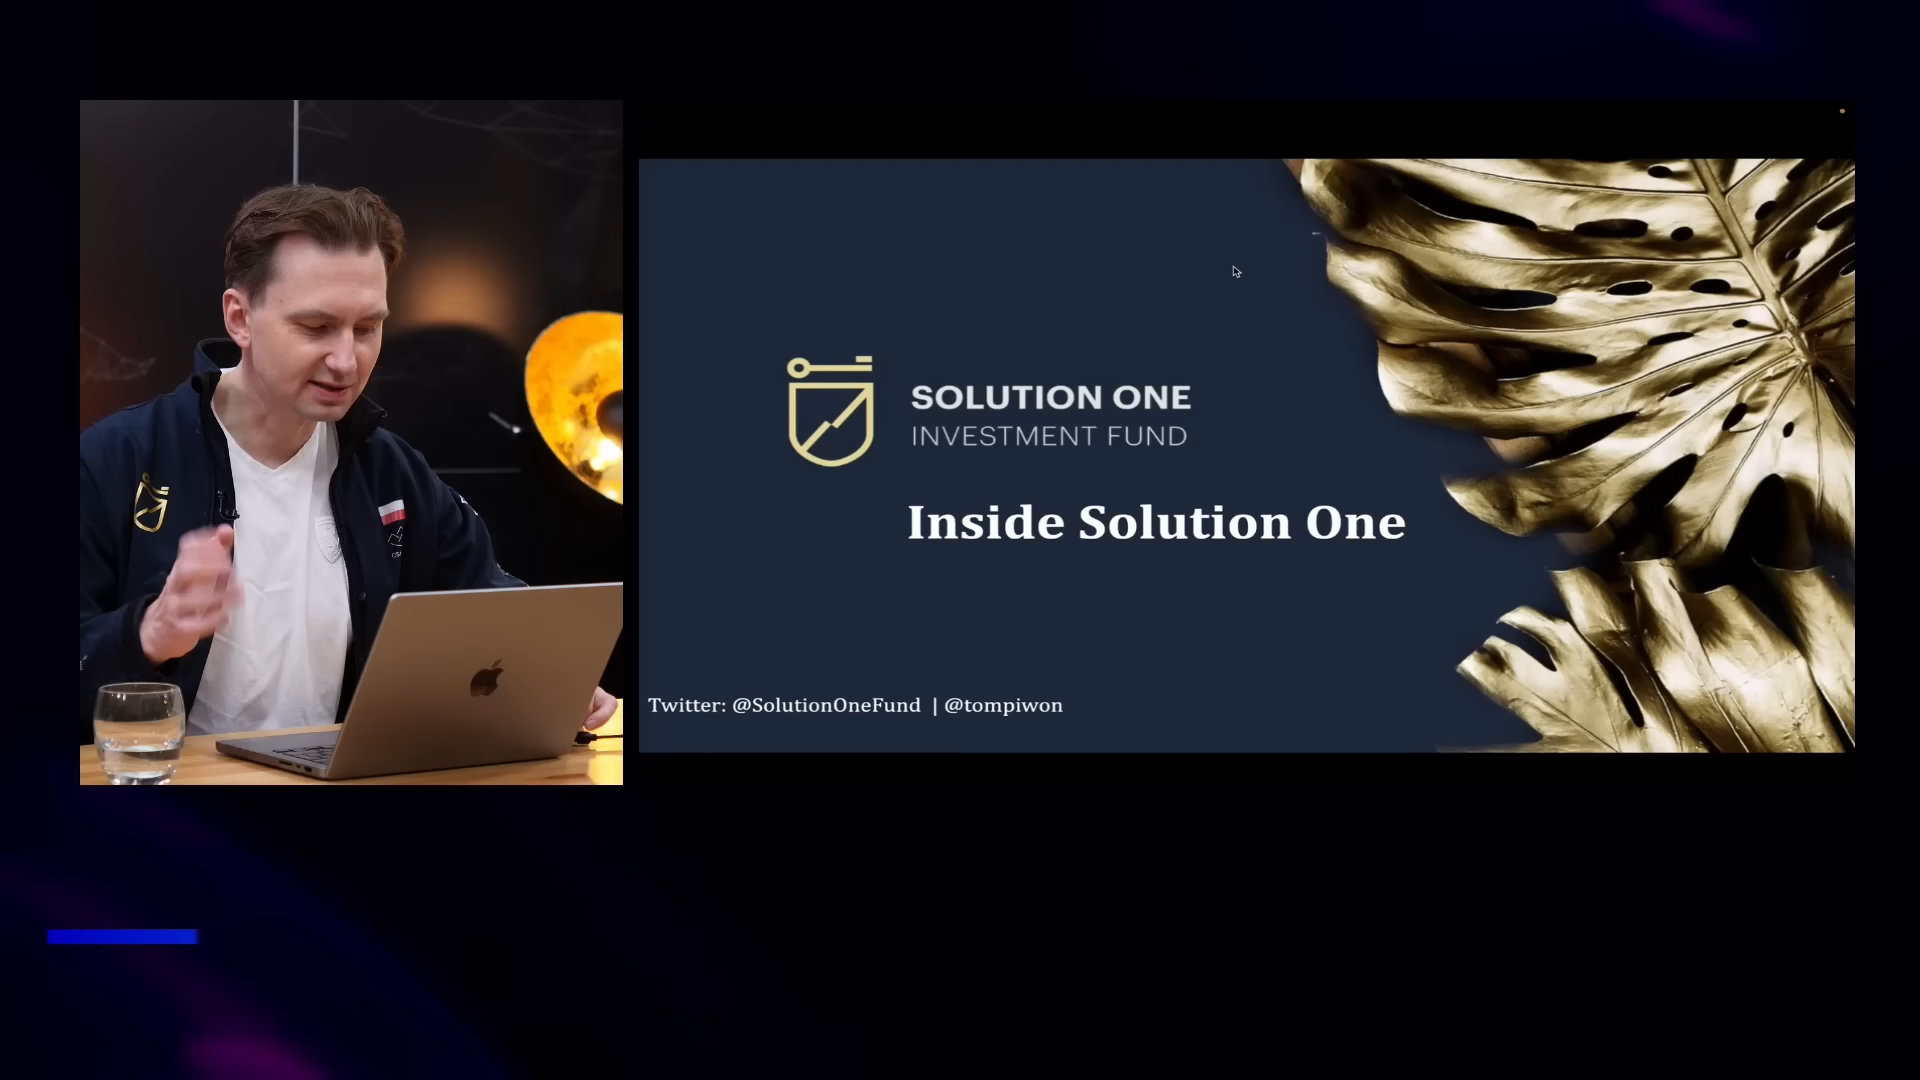 SOLUTION ONE
INVESTMENT FUND
Inside Solution One
Twitter: @SolutionOneFund | @tompiwon